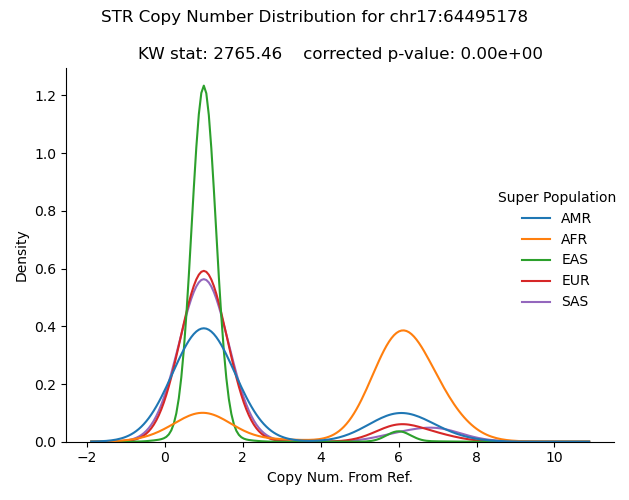 STR Copy Number Distribution for chr17:64495178
KW stat: 2765.46    corrected p-value: 0.00e+00
1.2
1.0
0.8
0.6
0.4
0.2
0.0
Density
Super Population
AMR
AFR
EAS
EUR
SAS
−2 0 2 4 6 8 10
Copy Num. From Ref.